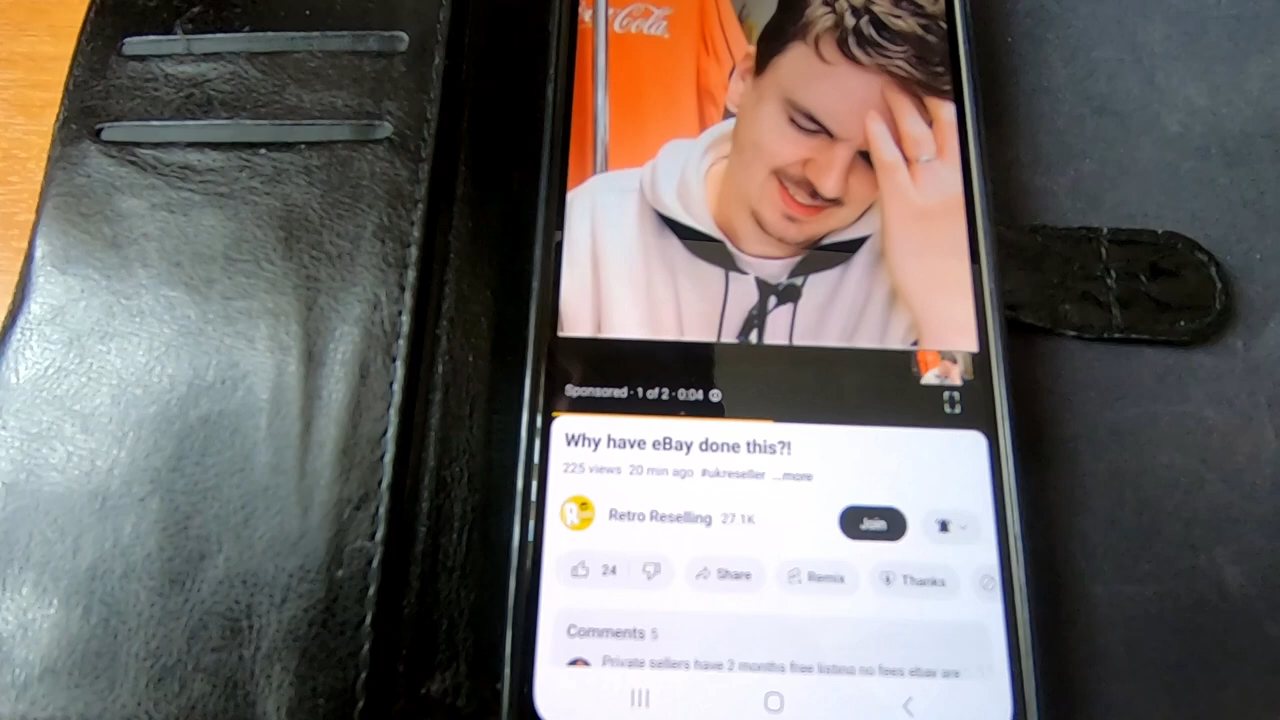 Coca-Cola
Sponsored · 1 of 2 · 0:04
Why have eBay done this?!
225 views 20 min ago #ukreseller ...more
Retro Reselling 27.1K
Join
24
Share
Remix
Thanks
Comments 5
Private sellers have 2 months free listing no fees ebay are